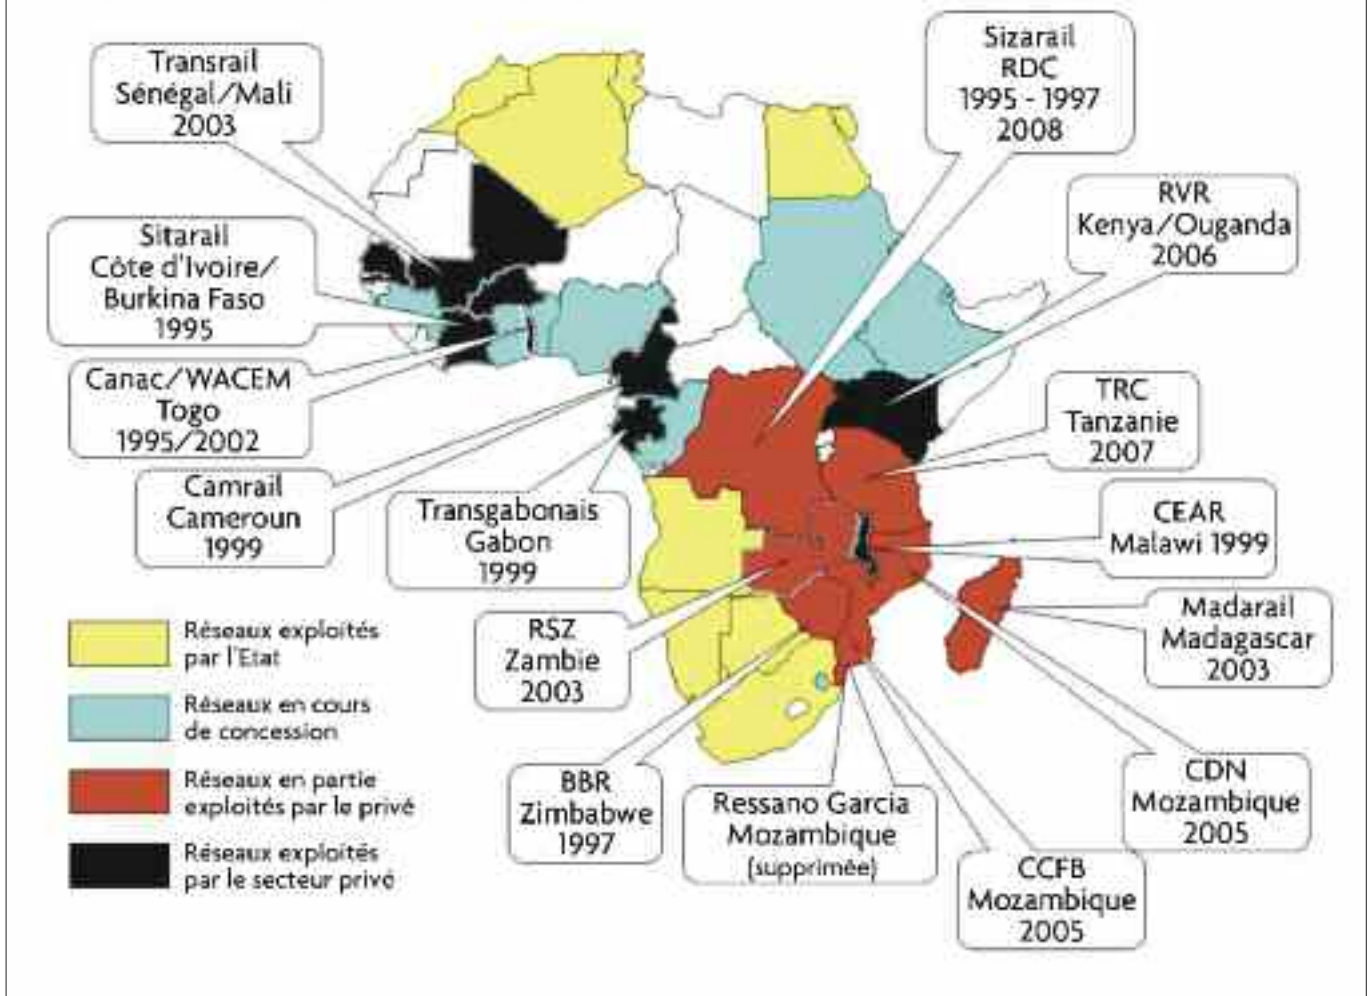 Transrail
Sénégal/Mali
2003
Sizarail
RDC
1995 - 1997
2008
RVR
Kenya/Ouganda
2006
Sitarail
Côte d'Ivoire/
Burkina Faso
1995
Canac/WACEM
Togo
1995/2002
TRC
Tanzanie
2007
Camrail
Cameroun
1999
Transgabonais
Gabon
1999
CEAR
Malawi 1999
Madarail
Madagascar
2003
RSZ
Zambie
2003
Réseaux exploités
par l'Etat
Réseaux en cours
de concession
Réseaux en partie
exploités par le privé
Réseaux exploités
par le secteur privé
BBR
Zimbabwe
1997
Ressano Garcia
Mozambique
(supprimée)
CDN
Mozambique
2005
CCFB
Mozambique
2005